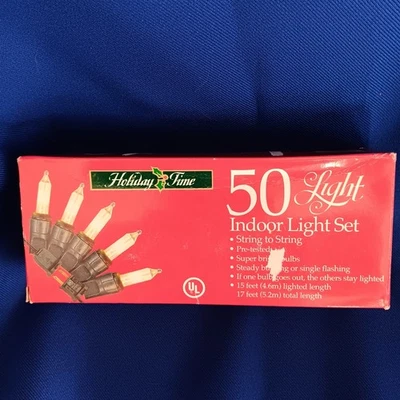 Holiday Time
50 Light
Indoor Light Set
• String to String
• Pre-tested
• Super bright bulbs
• Steady burning or single flashing
• If one bulb goes out, the others stay lighted
• 15 feet (4.6m) lighted length
17 feet (5.2m) total length
UL